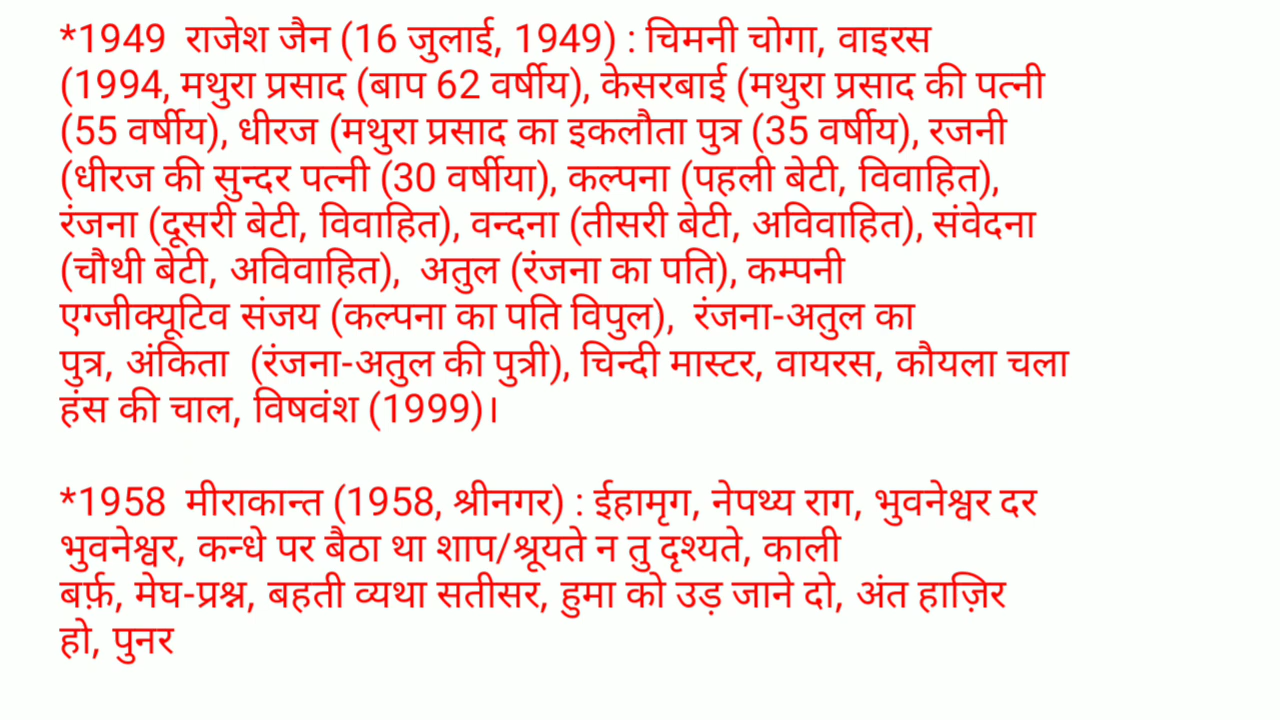 *1949  राजेश जैन (16 जुलाई, 1949) : चिमनी चोगा, वाइरस
(1994, मथुरा प्रसाद (बाप 62 वर्षीय), केसरबाई (मथुरा प्रसाद की पत्नी
(55 वर्षीय), धीरज (मथुरा प्रसाद का इकलौता पुत्र (35 वर्षीय), रजनी
(धीरज की सुन्दर पत्नी (30 वर्षीया), कल्पना (पहली बेटी, विवाहित),
रंजना (दूसरी बेटी, विवाहित), वन्दना (तीसरी बेटी, अविवाहित), संवेदना
(चौथी बेटी, अविवाहित),  अतुल (रंजना का पति), कम्पनी
एग्जीक्यूटिव संजय (कल्पना का पति विपुल),  रंजना-अतुल का
पुत्र, अंकिता  (रंजना-अतुल की पुत्री), चिन्दी मास्टर, वायरस, कौयला चला
हंस की चाल, विषवंश (1999)।
*1958  मीराकान्त (1958, श्रीनगर) : ईहामृग, नेपथ्य राग, भुवनेश्वर दर
भुवनेश्वर, कन्धे पर बैठा था शाप/श्रूयते न तु दृश्यते, काली
बर्फ़, मेघ-प्रश्न, बहती व्यथा सतीसर, हुमा को उड़ जाने दो, अंत हाज़िर
हो, पुनर